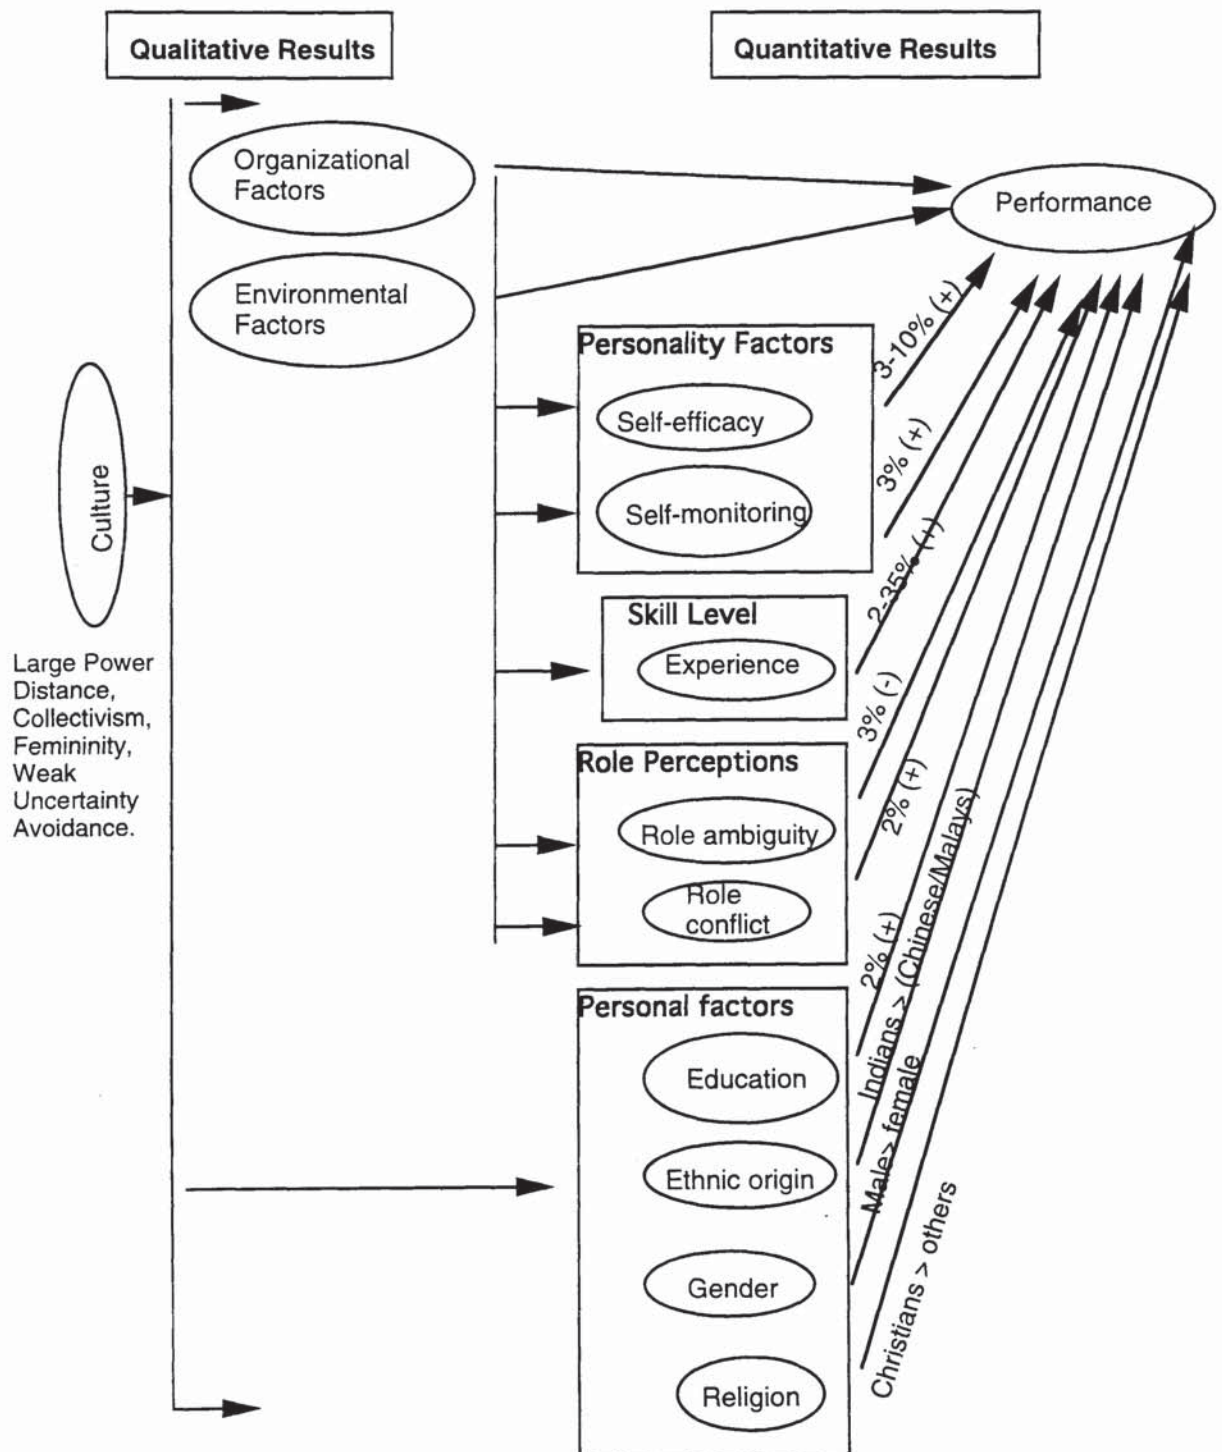 Qualitative Results
Quantitative Results
Organizational
Factors
Environmental
Factors
Performance
Culture
Large Power
Distance,
Collectivism,
Femininity,
Weak
Uncertainty
Avoidance.
Personality Factors
Self-efficacy
Self-monitoring
Skill Level
Experience
Role Perceptions
Role ambiguity
Role
conflict
Personal factors
Education
Ethnic origin
Gender
Religion
3-10% (+)
3% (+)
2-35% (+)
3% (-)
2% (+)
2% (+)
Indians > (Chinese/Malays)
Male> female
Christians > others